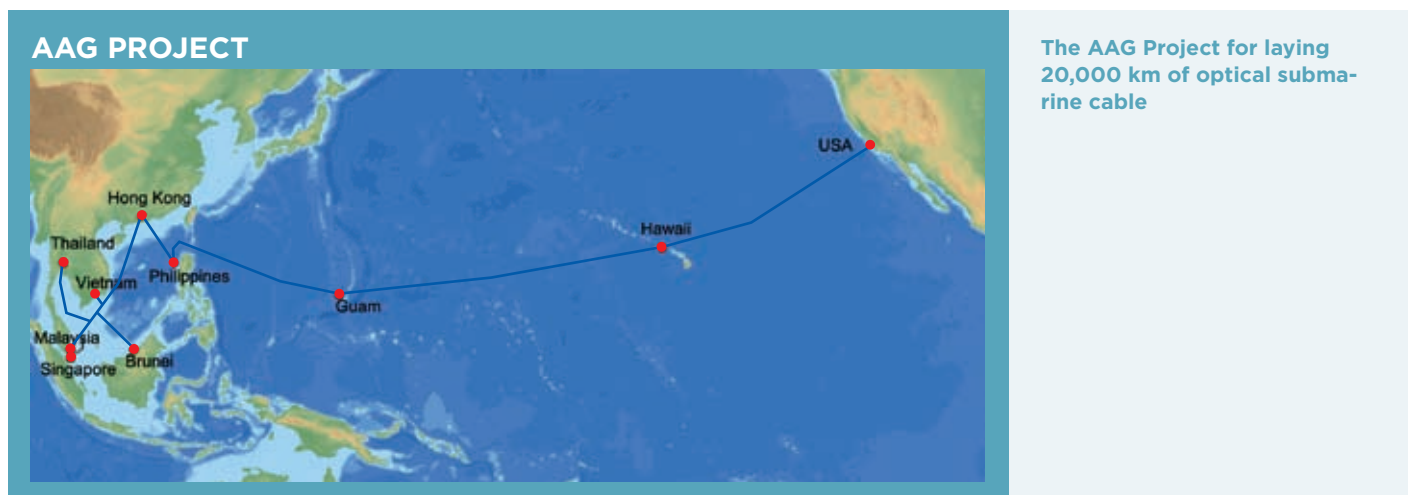 AAG PROJECT
The AAG Project for laying
20,000 km of optical subma-
rine cable
USA
Hong Kong
Hawaii
Thailand
Philippines
Vietnam
Guam
Malaysia
Brunei
Singapore